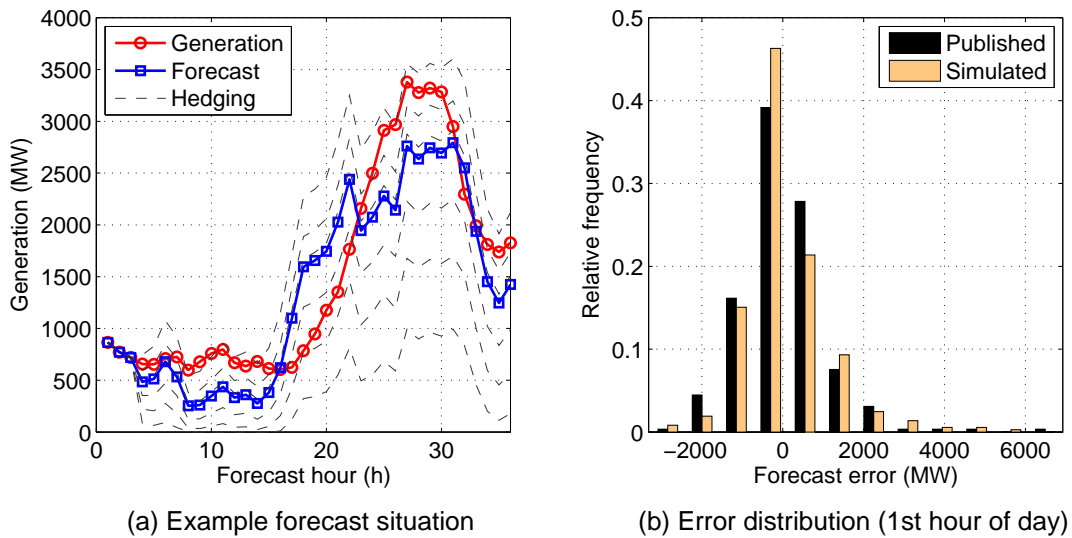 4000
3500
3000
2500
2000
1500
1000
500
0
Generation (MW)
Generation
Forecast
Hedging
0 10 20 30
Forecast hour (h)
(a) Example forecast situation
0.5
0.4
0.3
0.2
0.1
0
Relative frequency
Published
Simulated
−2000 0 2000 4000 6000
Forecast error (MW)
(b) Error distribution (1st hour of day)